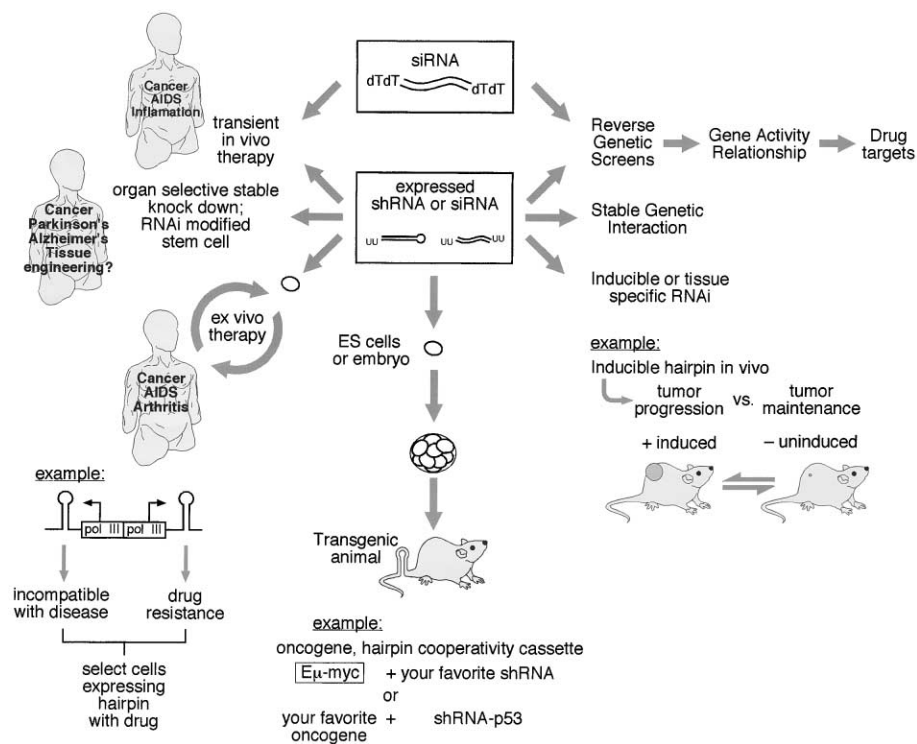 siRNA
dTdT
dTdT
Cancer
AIDS
Inflamation
transient
in vivo
therapy
Reverse
Genetic
Screens
Gene Activity
Relationship
Drug
targets
expressed
shRNA or siRNA
UU
UU
UU
organ selective stable
knock down;
RNAi modified
stem cell
Cancer
Parkinson's
Alzheimer's
Tissue
engineering?
Stable Genetic
Interaction
Inducible or tissue
specific RNAi
ex vivo
therapy
Cancer
AIDS
Arthritis
ES cells
or embryo
example:
Inducible hairpin in vivo
tumor
progression
vs.
tumor
maintenance
+ induced
– uninduced
example:
pol III
pol III
incompatible
with disease
drug
resistance
select cells
expressing
hairpin
with drug
Transgenic
animal
example:
oncogene, hairpin cooperativity cassette
Eμ-myc + your favorite shRNA
or
your favorite + shRNA-p53
oncogene